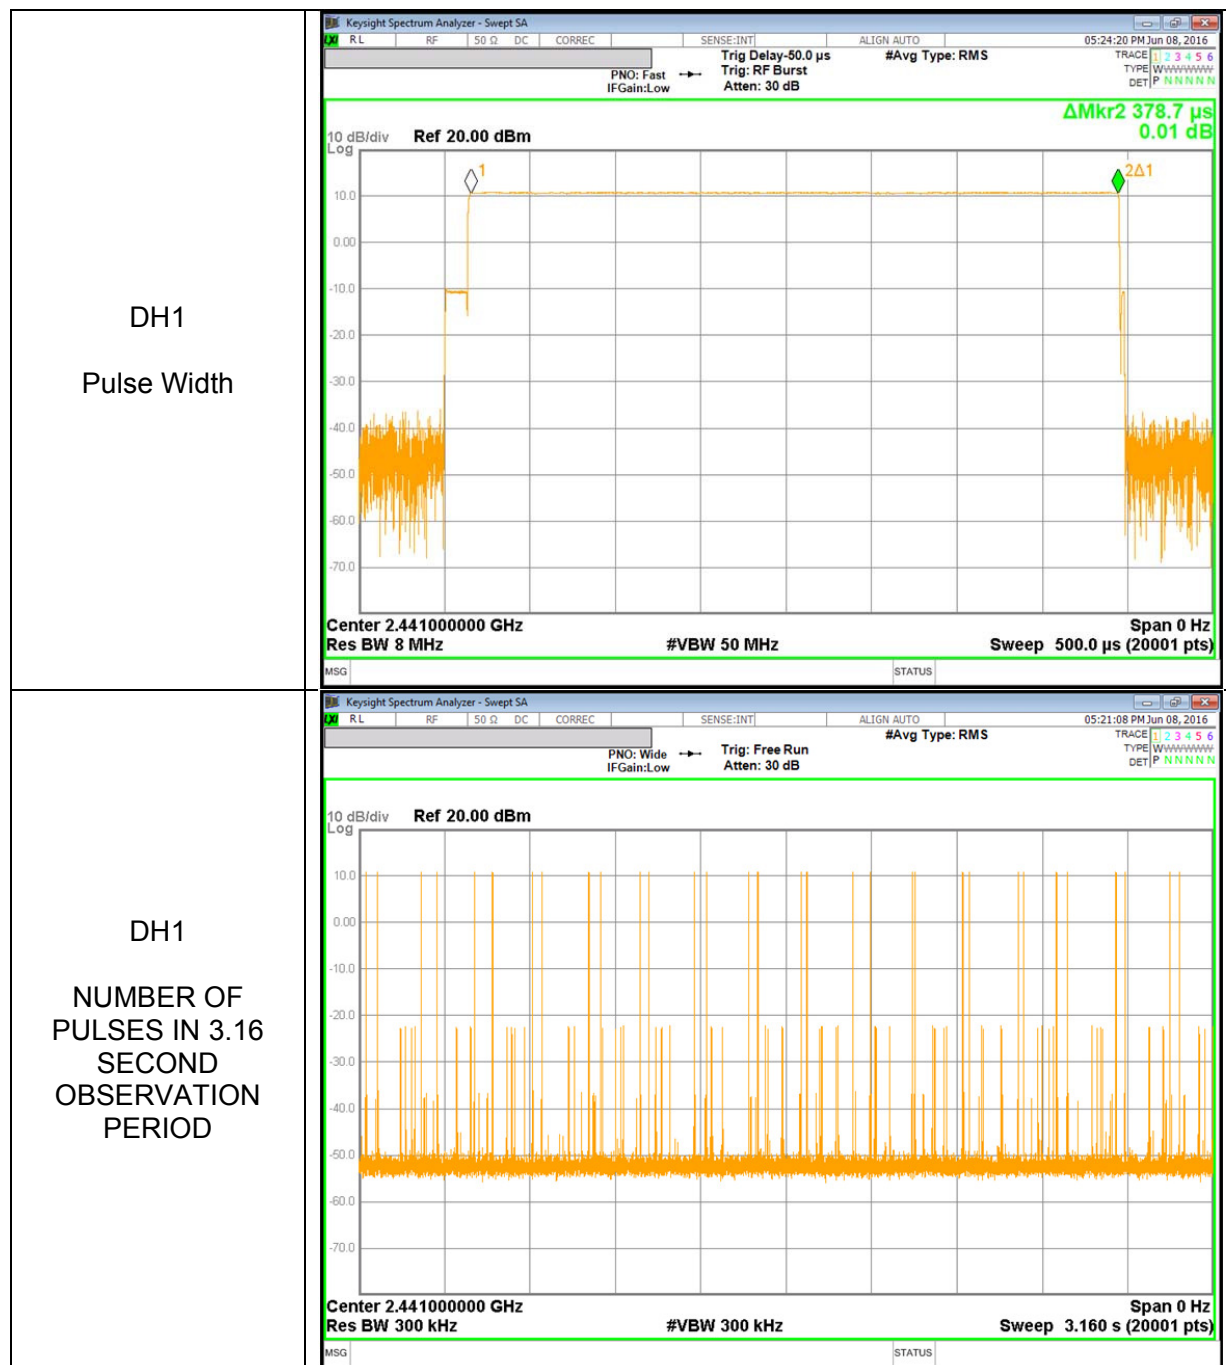 DH1
Pulse Width
Keysight Spectrum Analyzer - Swept SA
LXI RL RF 50 Ω DC CORREC SENSE:INT ALIGN AUTO 05:24:20 PM Jun 08, 2016
Trig Delay-50.0 µs #Avg Type: RMS TRACE 1 2 3 4 5 6
PNO: Fast Trig: RF Burst TYPE WWWWWW
IFGain:Low Atten: 30 dB DET P N N N N N
ΔMkr2 378.7 µs
0.01 dB
10 dB/div Ref 20.00 dBm
Log
1
2Δ1
10.0
0.00
-10.0
-20.0
-30.0
-40.0
-50.0
-60.0
-70.0
Center 2.441000000 GHz Span 0 Hz
Res BW 8 MHz #VBW 50 MHz Sweep 500.0 µs (20001 pts)
MSG STATUS
DH1
NUMBER OF
PULSES IN 3.16
SECOND
OBSERVATION
PERIOD
Keysight Spectrum Analyzer - Swept SA
LXI RL RF 50 Ω DC CORREC SENSE:INT ALIGN AUTO 05:21:08 PM Jun 08, 2016
#Avg Type: RMS TRACE 1 2 3 4 5 6
PNO: Wide Trig: Free Run TYPE WWWWWW
IFGain:Low Atten: 30 dB DET P N N N N N
10 dB/div Ref 20.00 dBm
Log
10.0
0.00
-10.0
-20.0
-30.0
-40.0
-50.0
-60.0
-70.0
Center 2.441000000 GHz Span 0 Hz
Res BW 300 kHz #VBW 300 kHz Sweep 3.160 s (20001 pts)
MSG STATUS